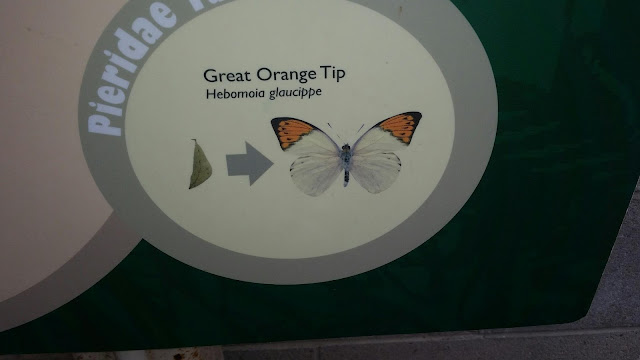 Pieridae
Great Orange Tip
Hebomoia glaucippe